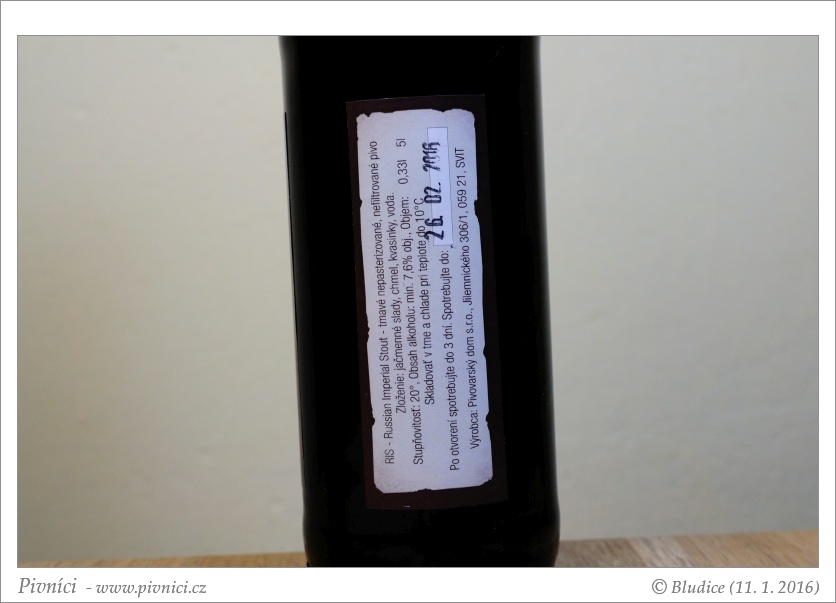 RIS - Russian Imperial Stout - tmavé nepasterizované, nefiltrované pivo
Zloženie: jačmenné slady, chmel, kvasinky, voda.
Stupňovitosť: 20°, Obsah alkoholu: min. 7,6% obj., Objem: 0,33l 5l
Skladovať v tme a chlade pri teplote do 10°C
Po otvorení spotrebujte do 3 dní. Spotrebujte do: 26. 02. 2016
Výrobca: Pivovarský dom s.r.o., Jilemnického 306/1, 059 21, SVIT
Pivníci - www.pivnici.cz
© Bludice (11. 1. 2016)